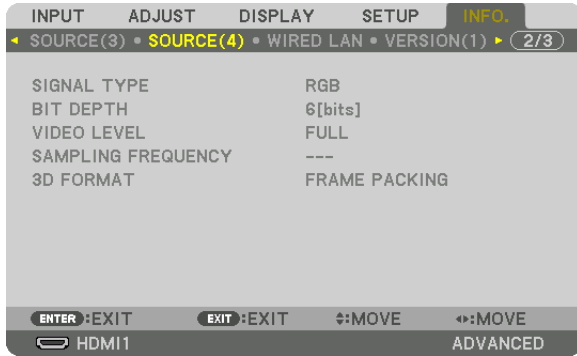 INPUT ADJUST DISPLAY SETUP INFO.
SOURCE(3) • SOURCE(4) • WIRED LAN • VERSION(1) 2/3
SIGNAL TYPE RGB
BIT DEPTH 6[bits]
VIDEO LEVEL FULL
SAMPLING FREQUENCY ---
3D FORMAT FRAME PACKING
ENTER :EXIT EXIT :EXIT :MOVE :MOVE
HDMI1 ADVANCED